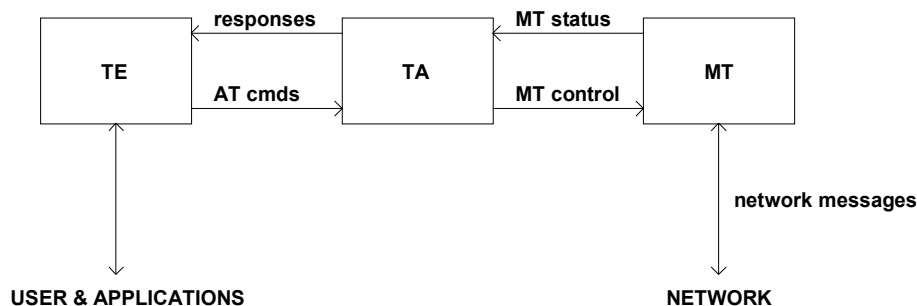 responses
MT status
TE
TA
MT
AT cmds
MT control
network messages
USER & APPLICATIONS
NETWORK